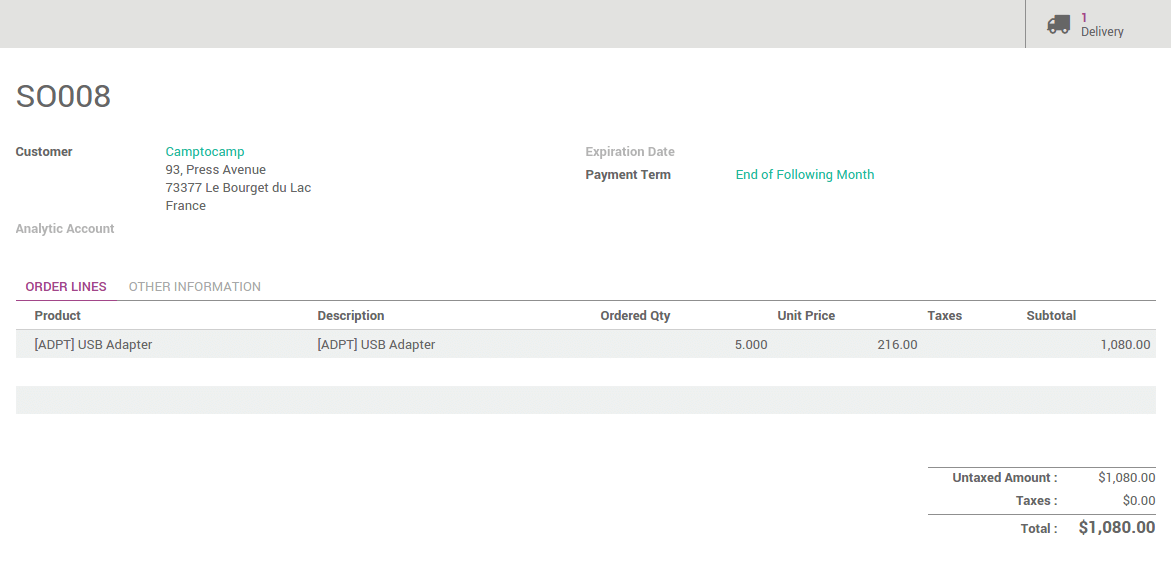 1
Delivery
SO008
Customer
Camptocamp
93, Press Avenue
73377 Le Bourget du Lac
France
Expiration Date
Payment Term End of Following Month
Analytic Account
ORDER LINES OTHER INFORMATION
Product Description Ordered Qty Unit Price Taxes Subtotal
[ADPT] USB Adapter [ADPT] USB Adapter 5.000 216.00 1,080.00
Untaxed Amount : $1,080.00
Taxes : $0.00
Total : $1,080.00